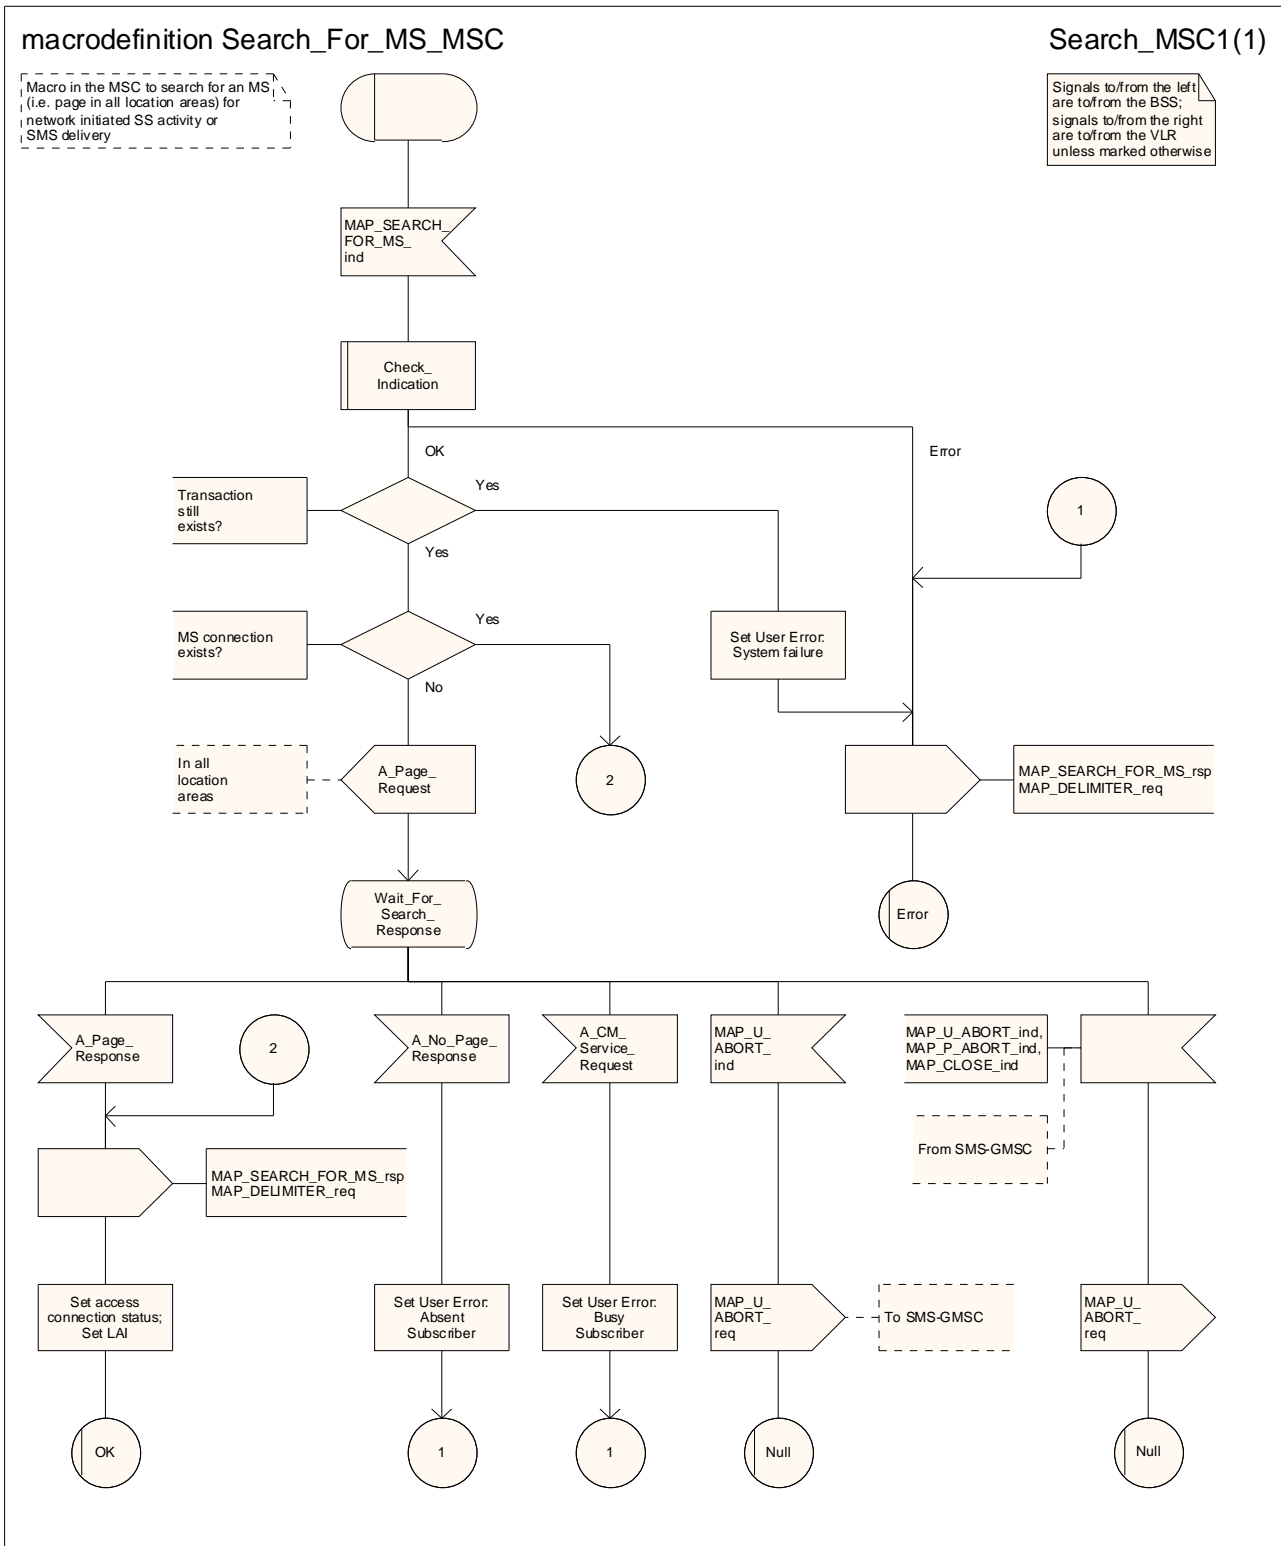 macrodefinition Search_For_MS_MSC
Search_MSC1(1)
Macro in the MSC to search for an MS
(i.e. page in all location areas) for
network initiated SS activity or
SMS delivery
Signals to/from the left
are to/from the BSS;
signals to/from the right
are to/from the VLR
unless marked otherwise
MAP_SEARCH_
FOR_MS_
ind
Check_
Indication
OK
Error
Transaction
still
exists?
Yes
1
Yes
MS connection
exists?
Yes
Set User Error:
System failure
No
In all
location
areas
A_Page_
Request
2
MAP_SEARCH_FOR_MS_rsp
MAP_DELIMITER_req
Wait_For_
Search_
Response
Error
A_Page_
Response
2
A_No_Page_
Response
A_CM_
Service_
Request
MAP_U_
ABORT_
ind
MAP_U_ABORT_ind,
MAP_P_ABORT_ind,
MAP_CLOSE_ind
From SMS-GMSC
MAP_SEARCH_FOR_MS_rsp
MAP_DELIMITER_req
Set access
connection status;
Set LAI
Set User Error:
Absent
Subscriber
Set User Error:
Busy
Subscriber
MAP_U_
ABORT_
req
To SMS-GMSC
MAP_U_
ABORT_
req
OK
1
1
Null
Null